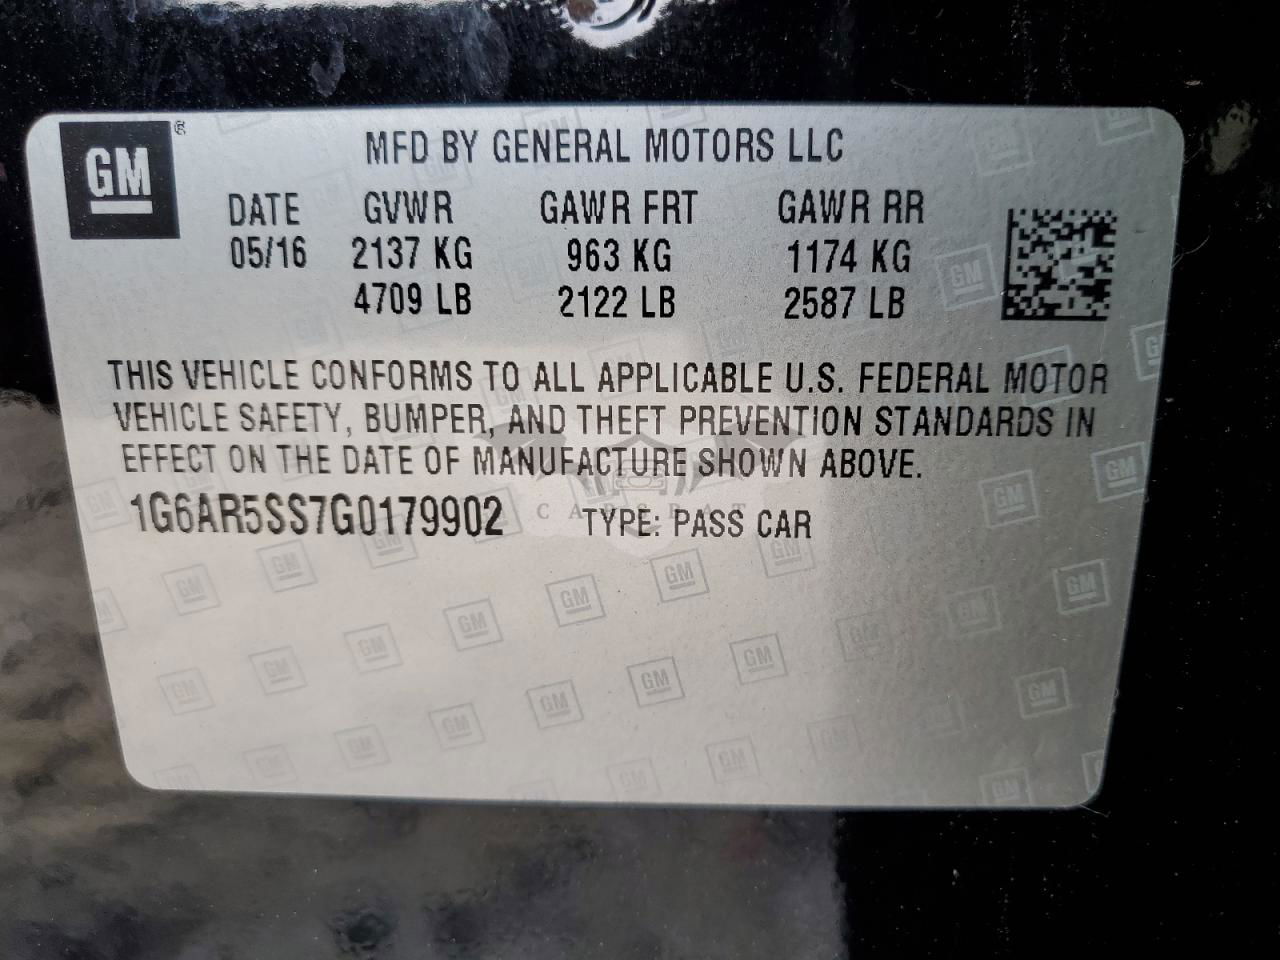 GM®
MFD BY GENERAL MOTORS LLC
DATE GVWR GAWR FRT GAWR RR
05/16 2137 KG 963 KG 1174 KG
4709 LB 2122 LB 2587 LB
THIS VEHICLE CONFORMS TO ALL APPLICABLE U.S. FEDERAL MOTOR
VEHICLE SAFETY, BUMPER, AND THEFT PREVENTION STANDARDS IN
EFFECT ON THE DATE OF MANUFACTURE SHOWN ABOVE.
1G6AR5SS7G0179902 TYPE: PASS CAR